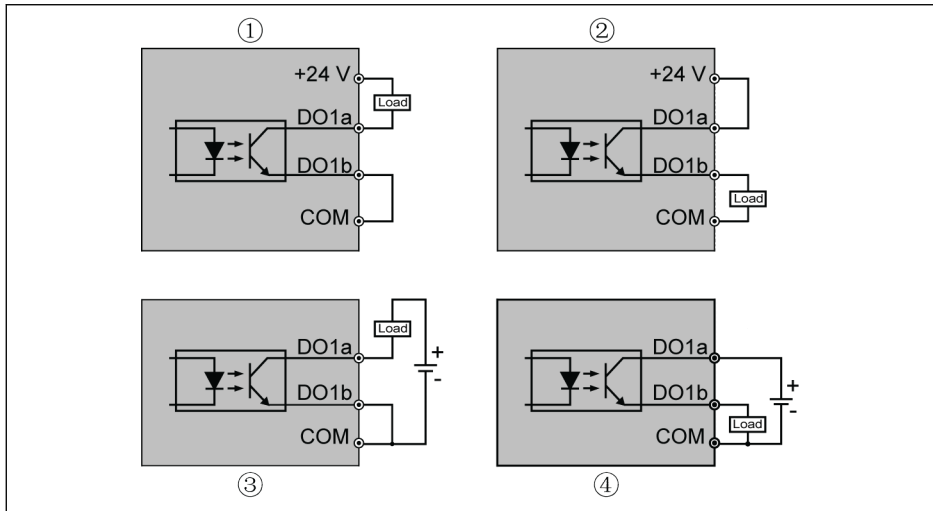 ①
+24 V
Load
DO1a
DO1b
COM
②
+24 V
DO1a
DO1b
Load
COM
Load
DO1a
+
-
DO1b
COM
③
DO1a
+
-
DO1b
Load
COM
④